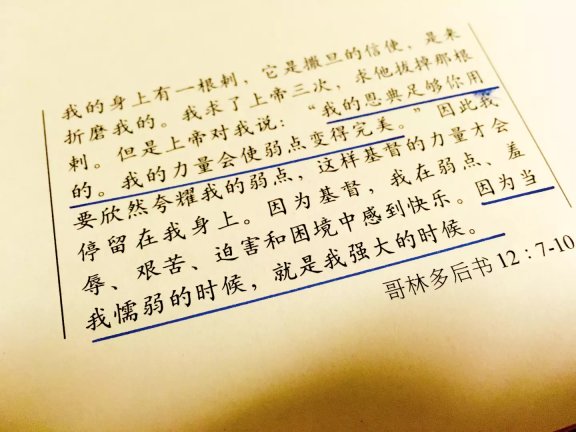 我的身上有一根刺，它是撒旦的信使，是来
折磨我的。我求了上帝三次，求他拔掉那根
刺。但是上帝对我说：“我的恩典足够你用
的。我的力量会使弱点变得完美。”因此我
要欣然夸耀我的弱点，这样基督的力量才会
停留在我身上。因为基督，我在弱点、羞
辱、艰苦、迫害和困境中感到快乐。因为当
我懦弱的时候，就是我强大的时候。
哥林多后书 12：7-10